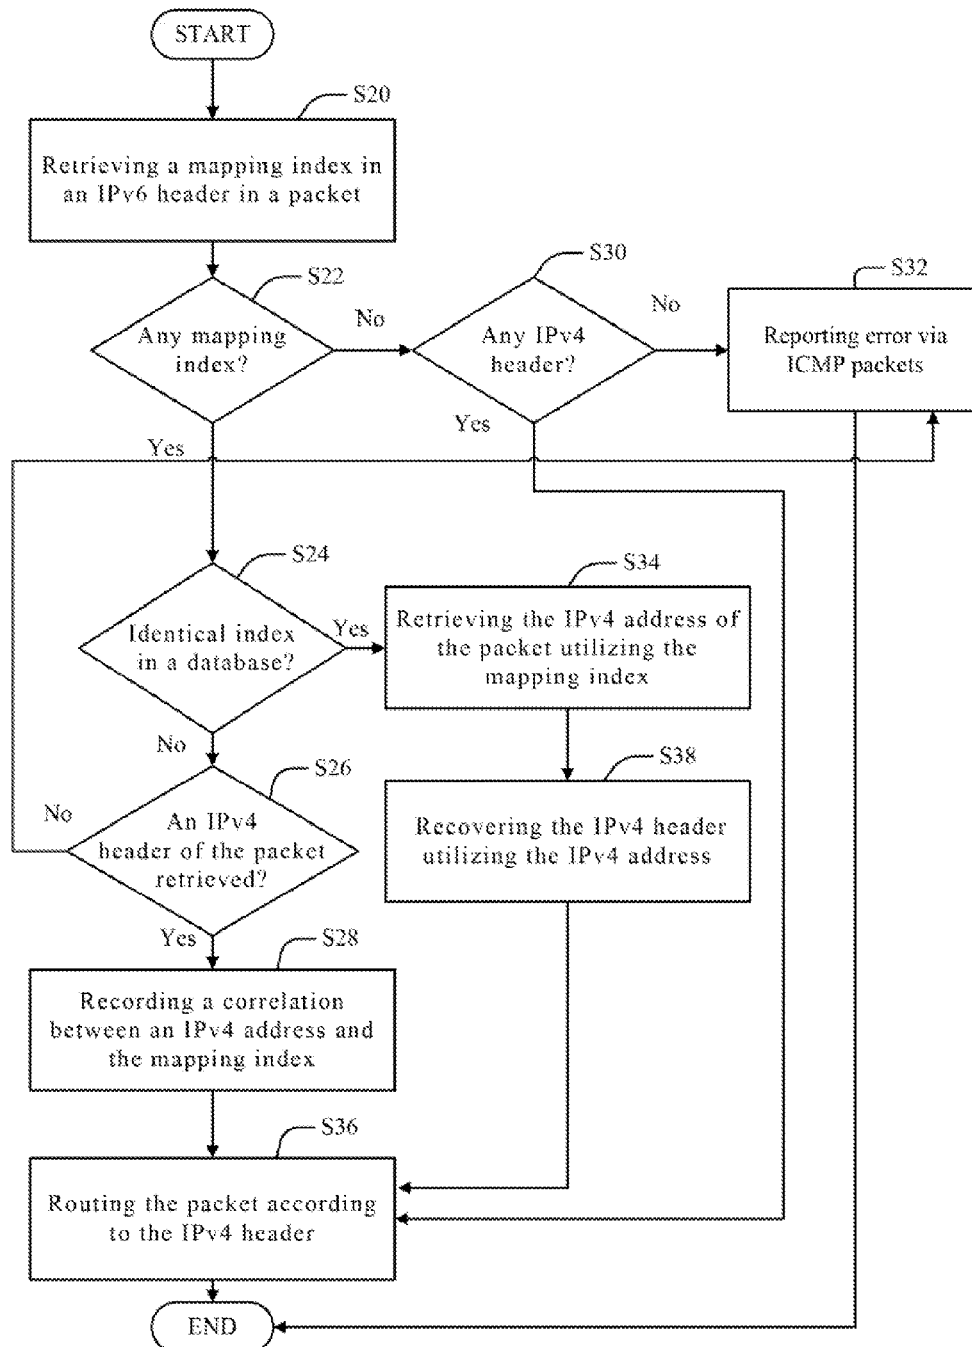 START
S20
Retrieving a mapping index in
an IPv6 header in a packet
S22
Any mapping
index?
No
S30
Any IPv4
header?
No
S32
Reporting error via
ICMP packets
Yes
Yes
S24
Identical index
in a database?
Yes
S34
Retrieving the IPv4 address of
the packet utilizing the
mapping index
No
S26
An IPv4
header of the packet
retrieved?
No
S38
Recovering the IPv4 header
utilizing the IPv4 address
Yes
S28
Recording a correlation
between an IPv4 address and
the mapping index
S36
Routing the packet according
to the IPv4 header
END